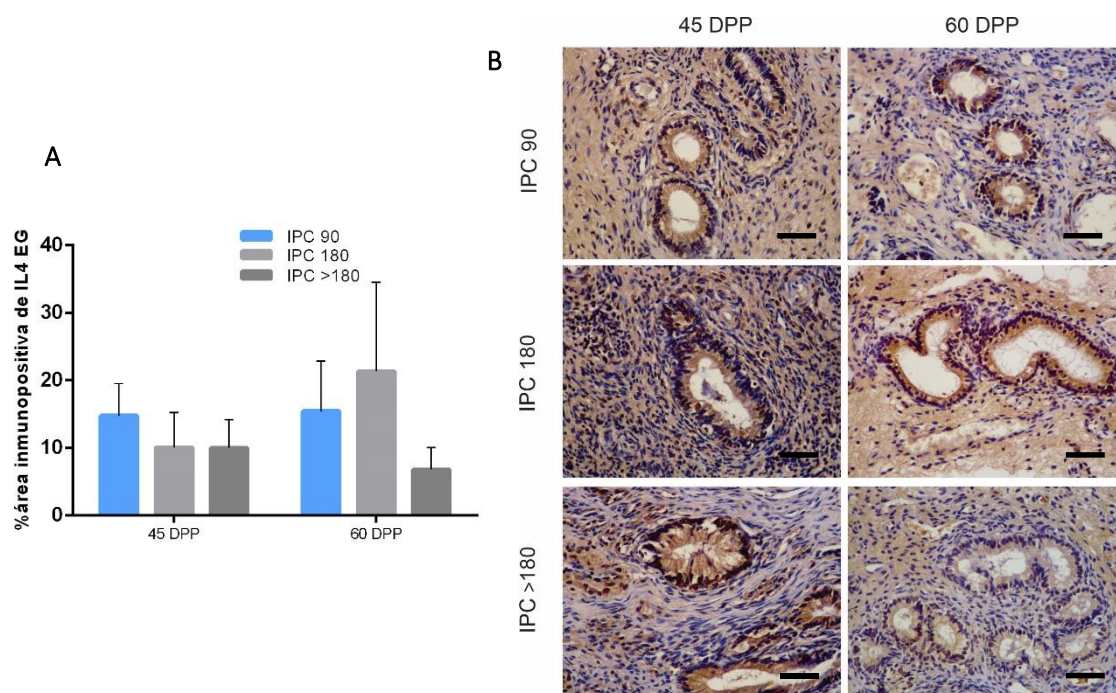 A
IPC 90
IPC 180
IPC >180
%área inmunopositiva de IL4 EG
40
30
20
10
0
45 DPP
60 DPP
B
45 DPP
60 DPP
IPC 90
IPC 180
IPC >180